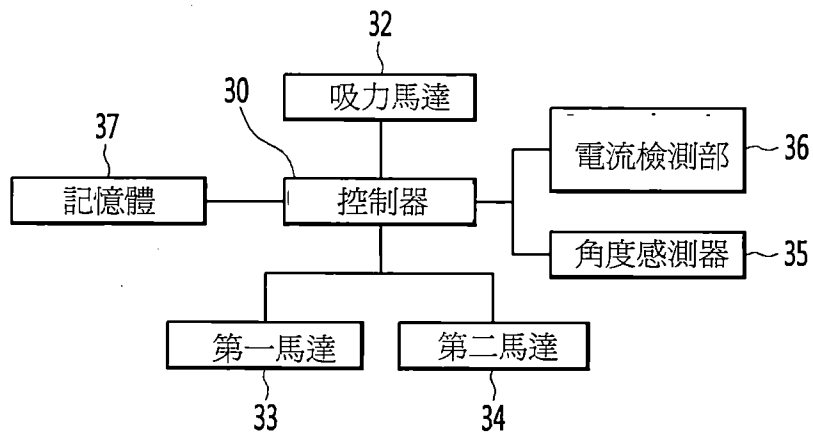 32
吸力馬達
30
37
記憶體
控制器
電流檢測部
36
角度感測器
35
第一馬達
第二馬達
33
34